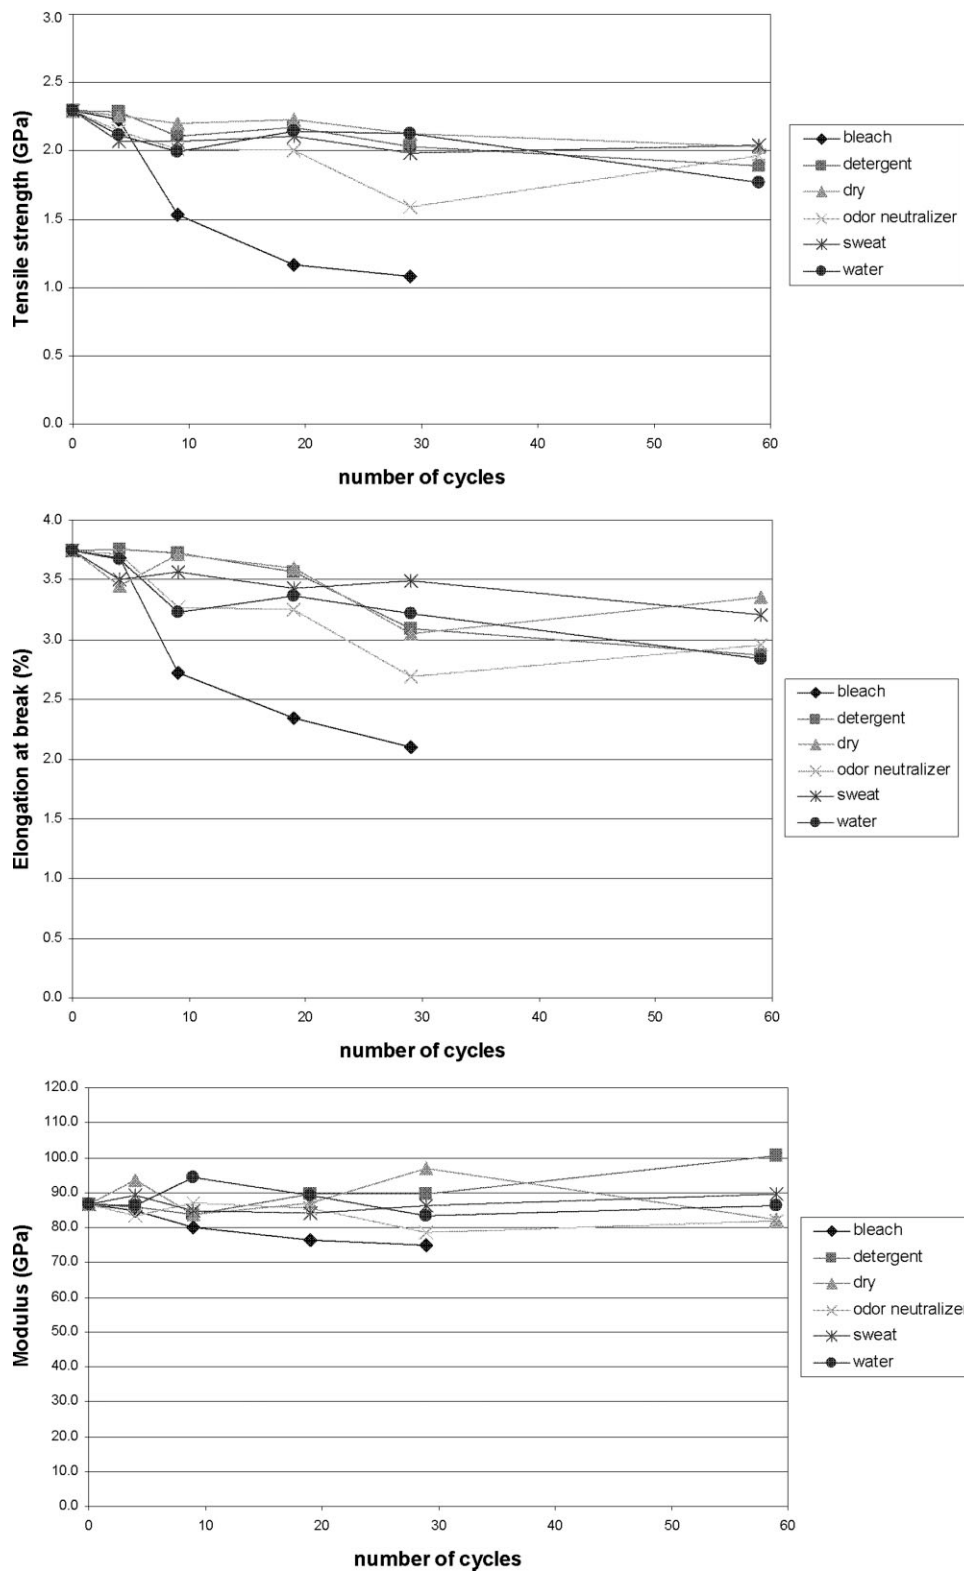 3.0
2.5
2.0
1.5
1.0
0.5
0.0
Tensile strength (GPa)
0 10 20 30 40 50 60
number of cycles
bleach
detergent
dry
odor neutralizer
sweat
water
4.0
3.5
3.0
2.5
2.0
1.5
1.0
0.5
0.0
Elongation at break (%)
0 10 20 30 40 50 60
number of cycles
bleach
detergent
dry
odor neutralizer
sweat
water
120.0
110.0
100.0
90.0
80.0
70.0
60.0
50.0
40.0
30.0
20.0
10.0
0.0
Modulus (GPa)
0 10 20 30 40 50 60
number of cycles
bleach
detergent
dry
odor neutralizer
sweat
water